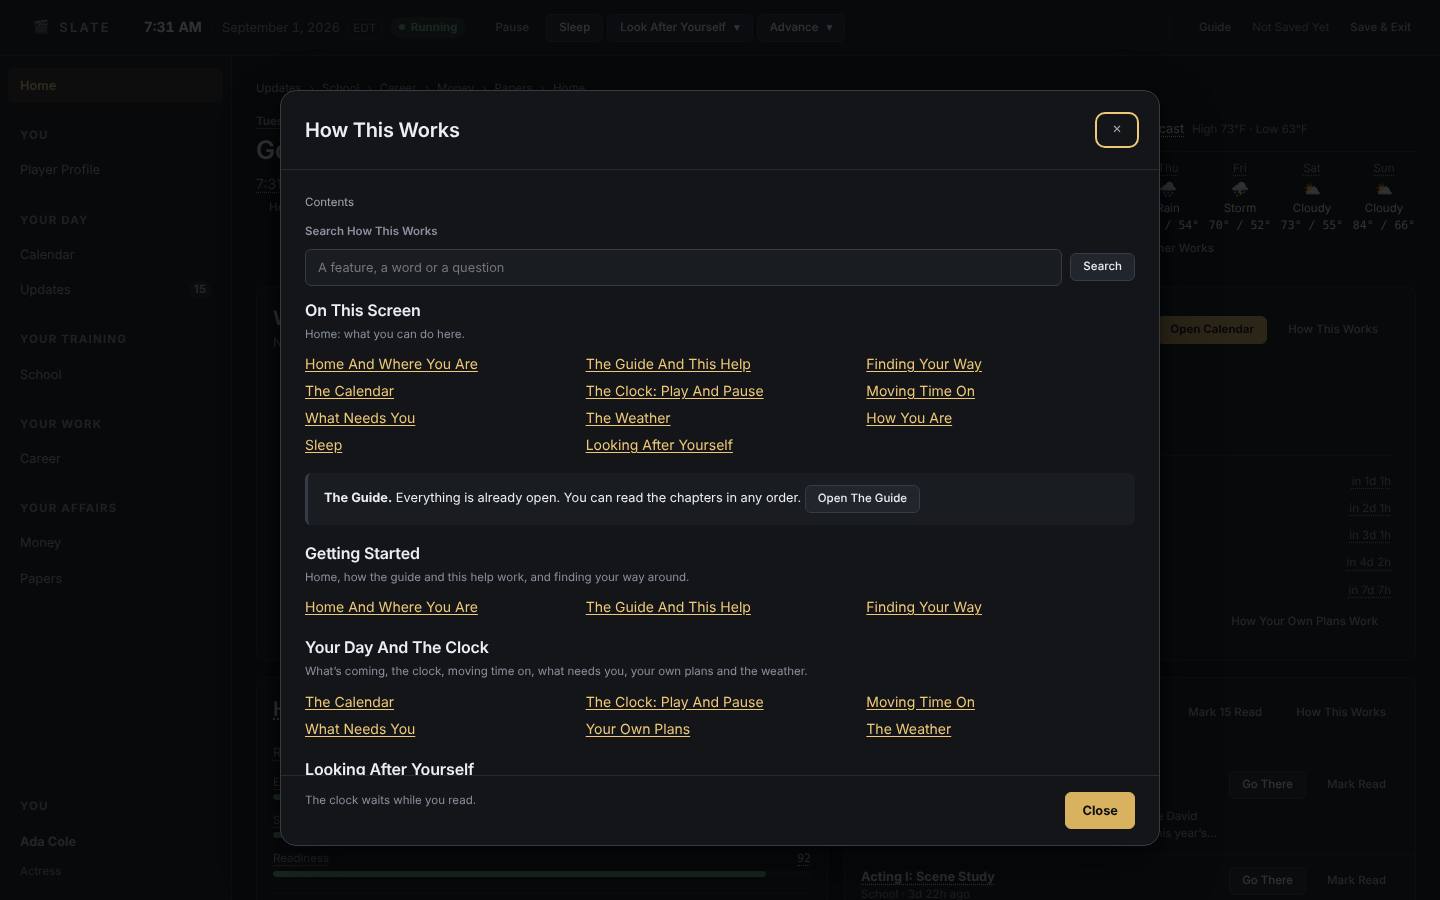 SLATE
7:31 AM
September 1, 2026
EDT
Running
Pause
Sleep
Look After Yourself ▾
Advance ▾
Guide
Not Saved Yet
Save & Exit
Home
YOU
Player Profile
YOUR DAY
Calendar
Updates
15
YOUR TRAINING
School
YOUR WORK
Career
YOUR AFFAIRS
Money
Papers
YOU
Ada Cole
Actress
Updates › School › Career › Money › Papers › Home
High 73°F · Low 63°F
Fri
Sat
Sun
Storm
Cloudy
Cloudy
/ 54°
70° / 52°
73° / 55°
84° / 66°
Works
Open Calendar
How This Works
in 1d 1h
in 2d 1h
in 3d 1h
in 4d 2h
in 7d 7h
How Your Own Plans Work
Mark 15 Read
How This Works
Go There
Mark Read
David
this year's...
Readiness
92
Acting I: Scene Study
School · 3d 22h ago
Go There
Mark Read
How This Works
×
Contents
Search How This Works
A feature, a word or a question
Search
On This Screen
Home: what you can do here.
Home And Where You Are
The Guide And This Help
Finding Your Way
The Calendar
The Clock: Play And Pause
Moving Time On
What Needs You
The Weather
How You Are
Sleep
Looking After Yourself
The Guide. Everything is already open. You can read the chapters in any order.
Open The Guide
Getting Started
Home, how the guide and this help work, and finding your way around.
Home And Where You Are
The Guide And This Help
Finding Your Way
Your Day And The Clock
What's coming, the clock, moving time on, what needs you, your own plans and the weather.
The Calendar
The Clock: Play And Pause
Moving Time On
What Needs You
Your Own Plans
The Weather
Looking After Yourself
The clock waits while you read.
Close